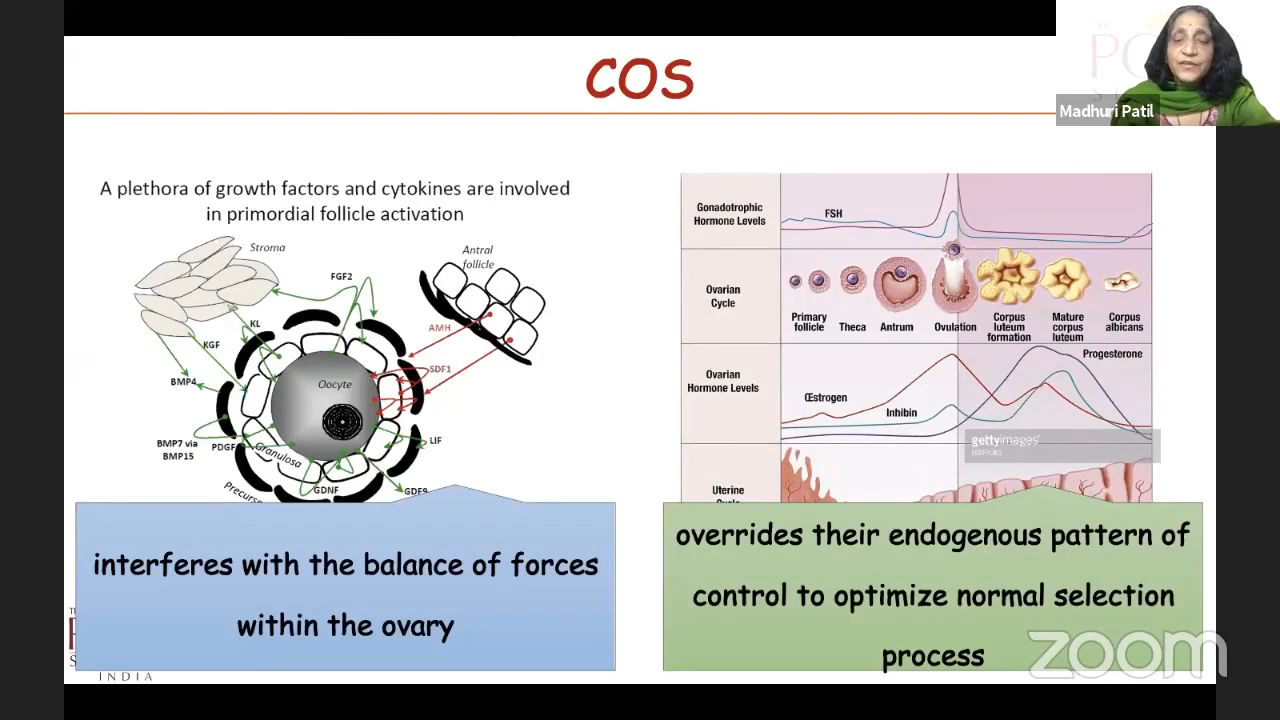 COS
Madhuri Patil
A plethora of growth factors and cytokines are involved
in primordial follicle activation
Stroma
Antral
follicle
FGF2
KL
AMH
KGF
SDF1
BMP4
Oocyte
BMP7 via
BMP15
PDGF
Granulosa
LIF
GDNF
GDF9
interferes with the balance of forces
within the ovary
Gonadotrophic
Hormone Levels
FSH
Ovarian
Cycle
Primary
follicle
Theca
Antrum
Ovulation
Corpus
luteum
formation
Mature
corpus
luteum
Corpus
albicans
Ovarian
Hormone Levels
Œstrogen
Inhibin
Progesterone
gettyimages
Uterine
overrides their endogenous pattern of
control to optimize normal selection
process
zoom
INDIA